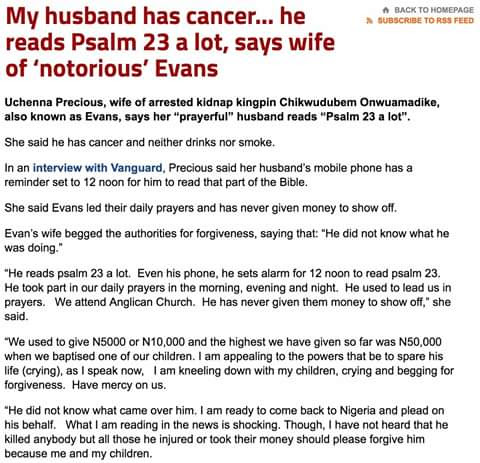 My husband has cancer... he
reads Psalm 23 a lot, says wife
of ‘notorious’ Evans
BACK TO HOMEPAGE
SUBSCRIBE TO RSS FEED
Uchenna Precious, wife of arrested kidnap kingpin Chikwudubem Onwuamadike,
also known as Evans, says her “prayerful” husband reads “Psalm 23 a lot”.
She said he has cancer and neither drinks nor smoke.
In an interview with Vanguard, Precious said her husband’s mobile phone has a
reminder set to 12 noon for him to read that part of the Bible.
She said Evans led their daily prayers and has never given money to show off.
Evan’s wife begged the authorities for forgiveness, saying that: “He did not know what he
was doing.”
“He reads psalm 23 a lot. Even his phone, he sets alarm for 12 noon to read psalm 23.
He took part in our daily prayers in the morning, evening and night. He used to lead us in
prayers. We attend Anglican Church. He has never given them money to show off,” she
said.
“We used to give N5000 or N10,000 and the highest we have given so far was N50,000
when we baptised one of our children. I am appealing to the powers that be to spare his
life (crying), as I speak now, I am kneeling down with my children, crying and begging for
forgiveness. Have mercy on us.
“He did not know what came over him. I am ready to come back to Nigeria and plead on
his behalf. What I am reading in the news is shocking. Though, I have not heard that he
killed anybody but all those he injured or took their money should please forgive him
because me and my children.